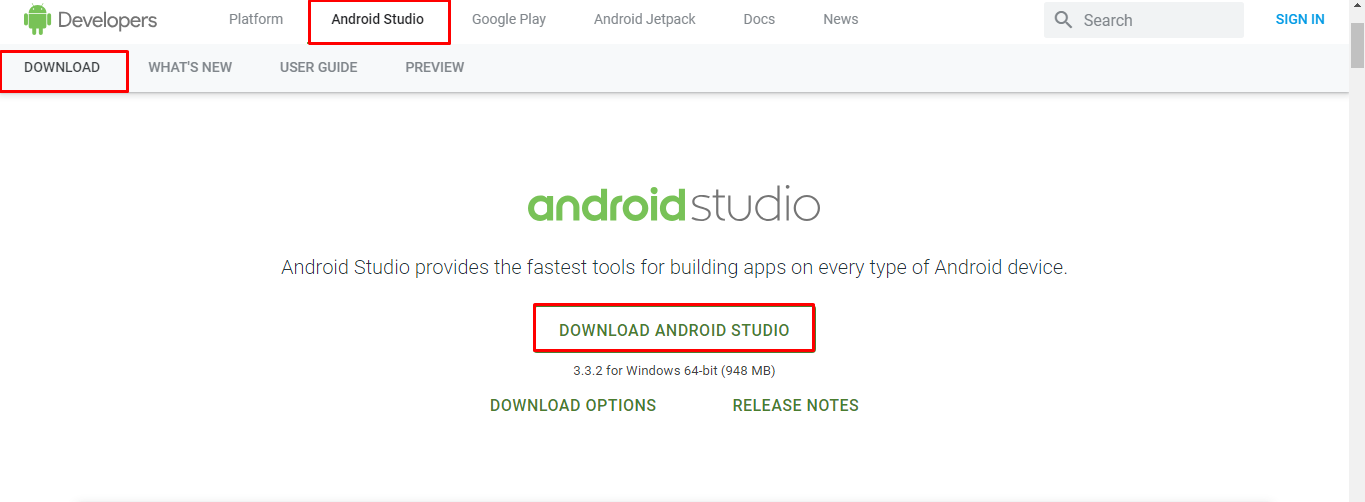 Developers Platform Android Studio Google Play Android Jetpack Docs News Search SIGN IN
DOWNLOAD WHAT'S NEW USER GUIDE PREVIEW
androidstudio
Android Studio provides the fastest tools for building apps on every type of Android device.
DOWNLOAD ANDROID STUDIO
3.3.2 for Windows 64-bit (948 MB)
DOWNLOAD OPTIONS RELEASE NOTES